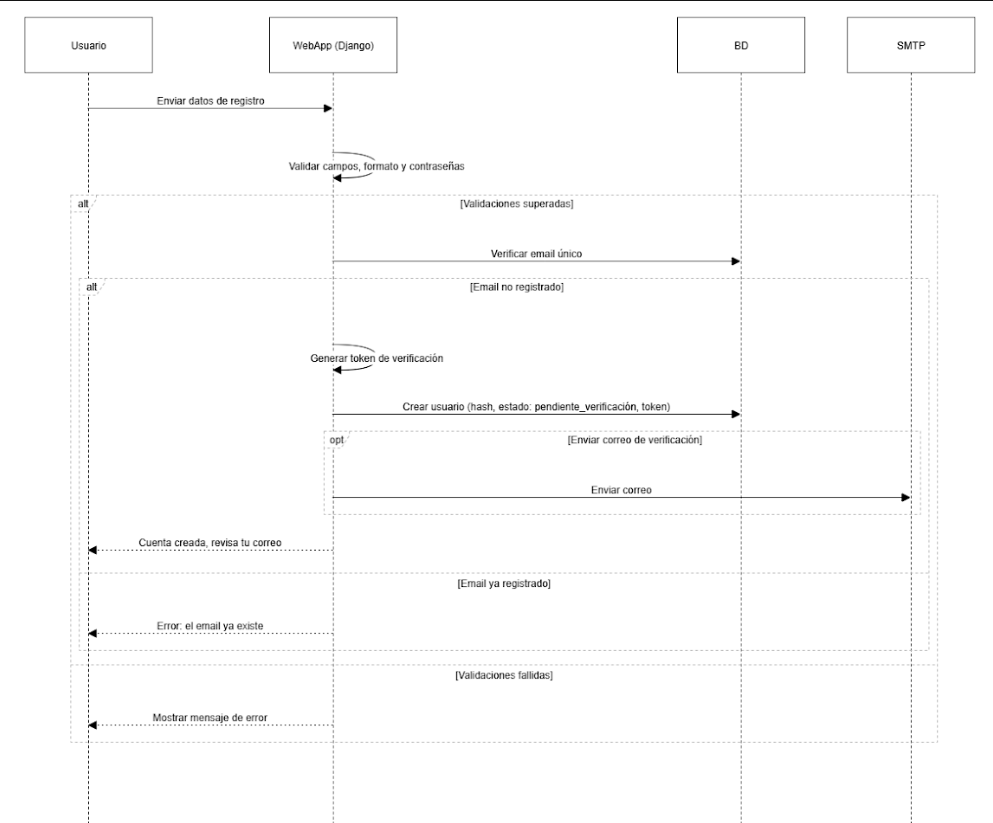 Usuario
WebApp (Django)
BD
SMTP
Enviar datos de registro
Validar campos, formato y contraseñas
alt
[Validaciones superadas]
Verificar email único
alt
[Email no registrado]
Generar token de verificación
Crear usuario (hash, estado: pendiente_verificación, token)
opt
[Enviar correo de verificación]
Enviar correo
Cuenta creada, revisa tu correo
[Email ya registrado]
Error: el email ya existe
[Validaciones fallidas]
Mostrar mensaje de error